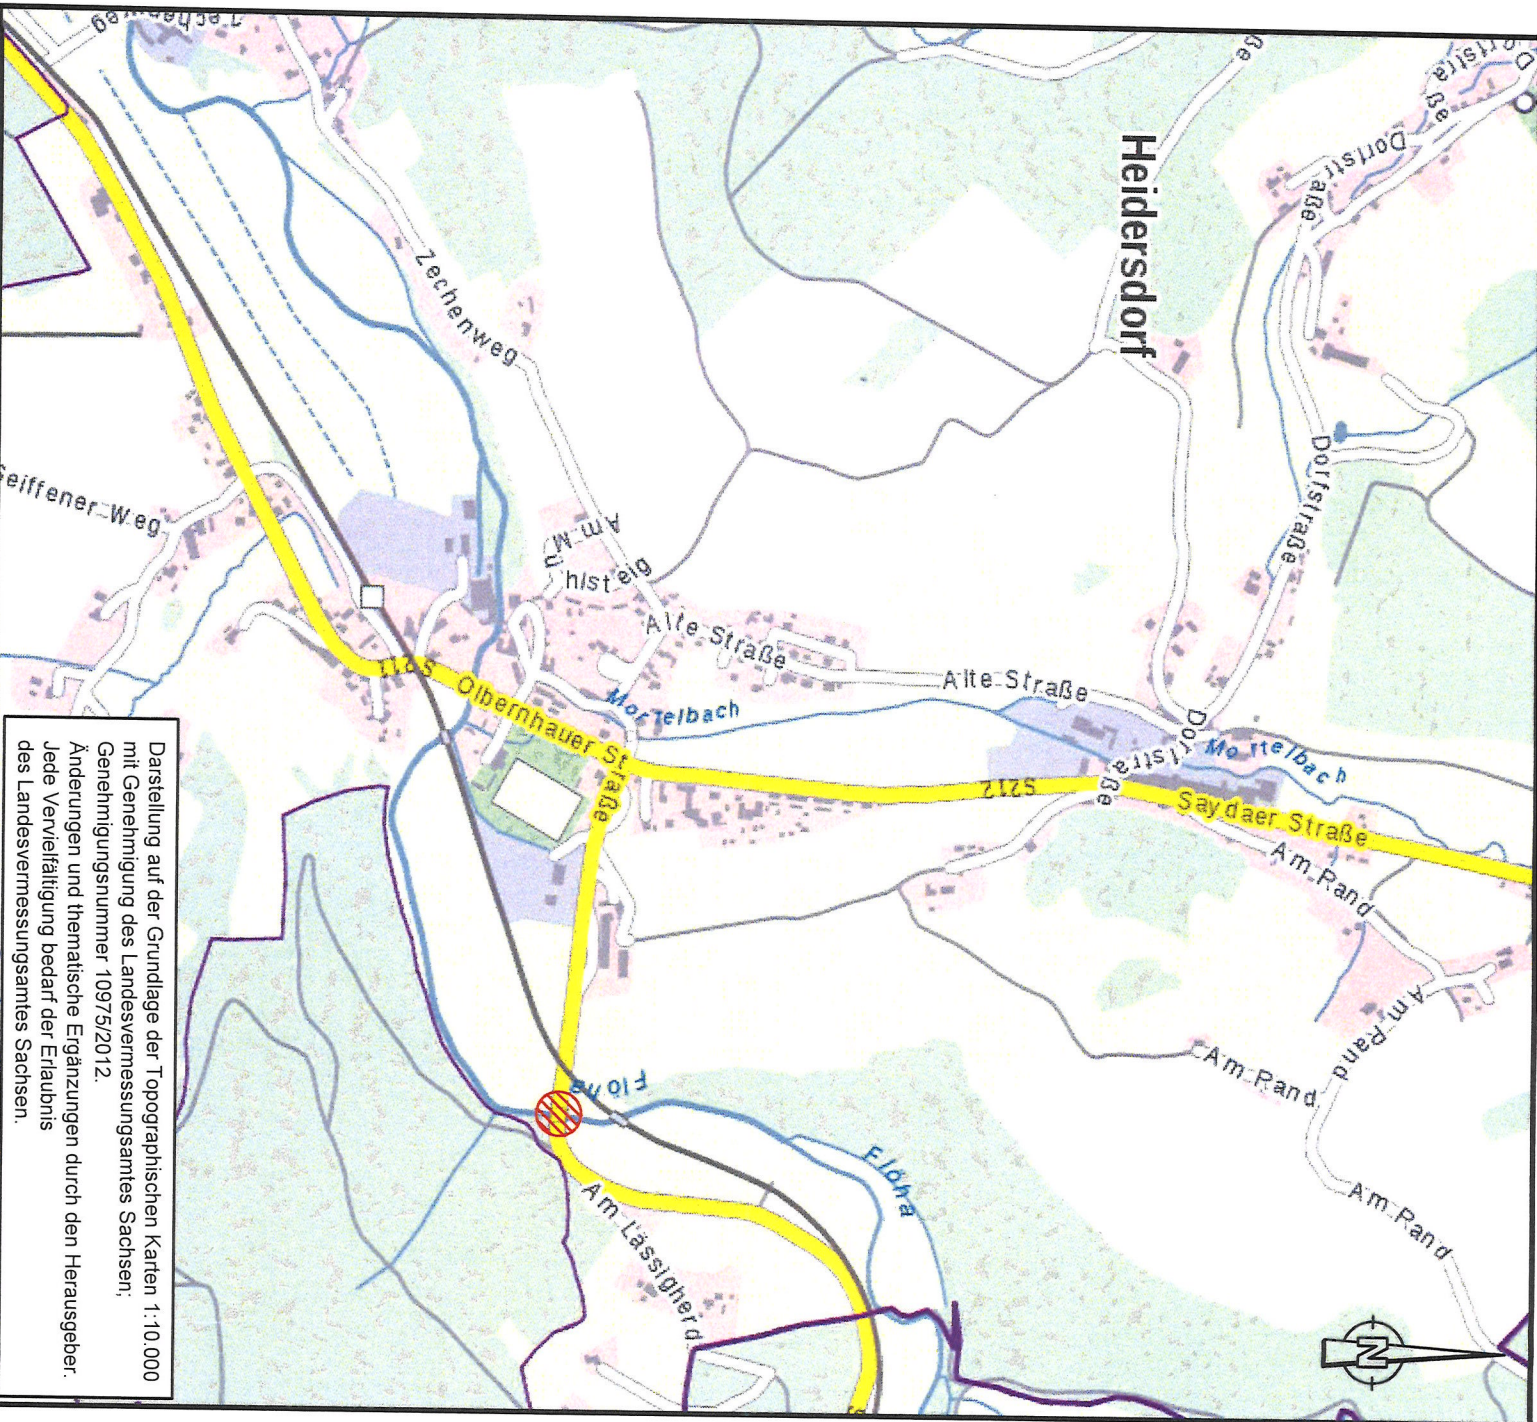 Heidersdorf
Dorfstraße
Dorfstraße
Dorfstraße
Dorfstraße
Zechenweg
Zechenweg
Seiffener Weg
Am Mühlsteig
Alte Straße
Alte Straße
Mortelbach
Mortelbach
S211
Olbernhauer Straße
S212
Saydaer Straße
Am Rand
Am Rand
Am Rand
Am Rand
Flöha
Flöha
Am Lässigherd
N
Darstellung auf der Grundlage der Topographischen Karten 1:10.000
mit Genehmigung des Landesvermessungsamtes Sachsen;
Genehmigungsnummer 10975/2012.
Änderungen und thematische Ergänzungen durch den Herausgeber.
Jede Vervielfältigung bedarf der Erlaubnis
des Landesvermessungsamtes Sachsen.